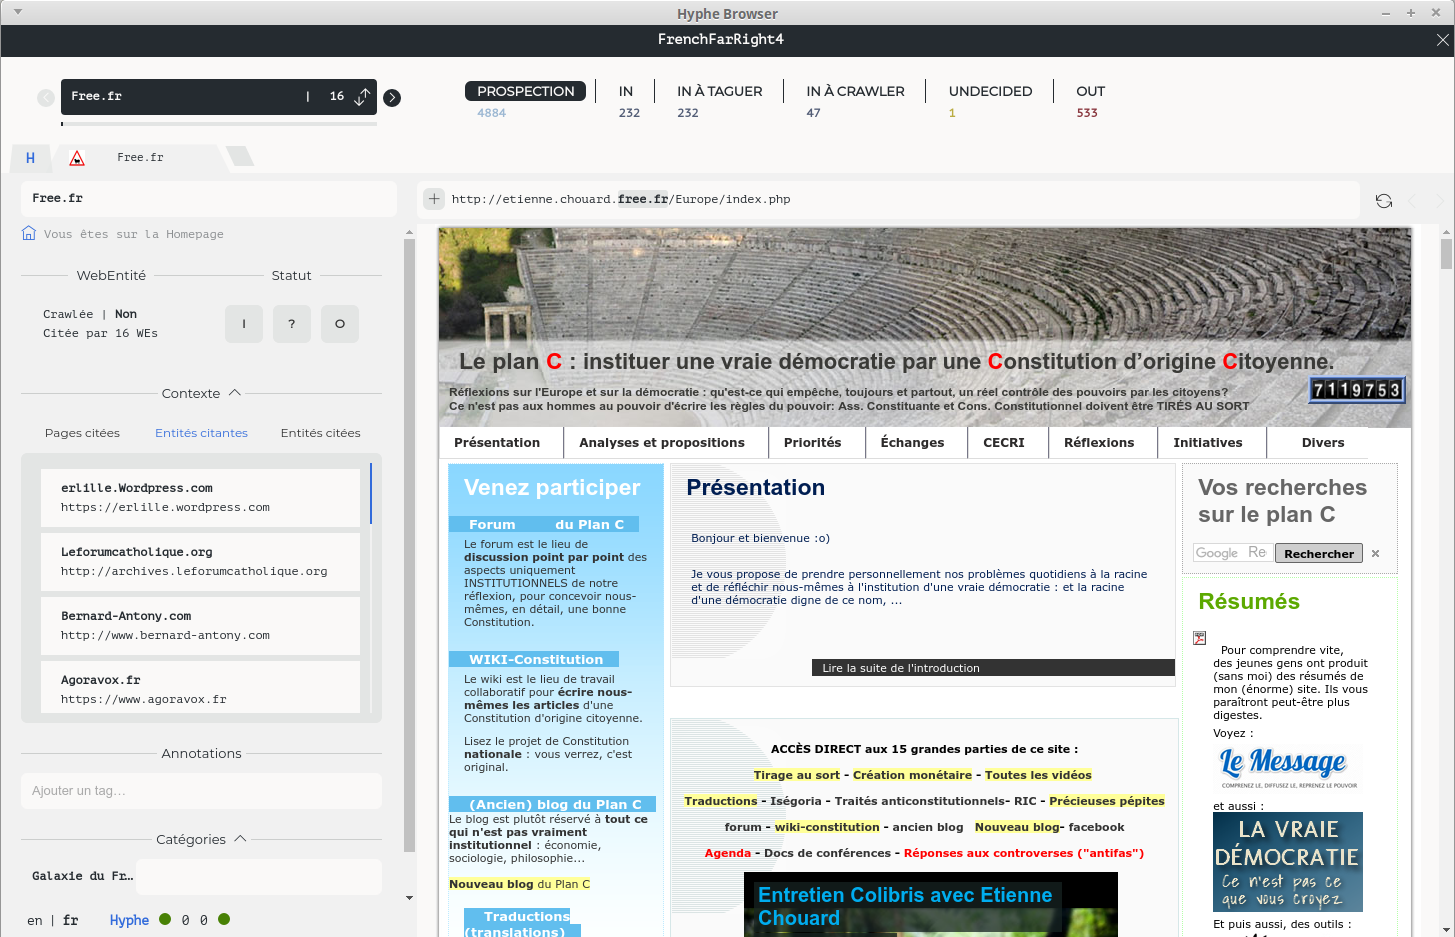 Hyphe Browser
FrenchFarRight4
Free.fr | 16
PROSPECTION
4884
IN
232
IN À TAGUER
232
IN À CRAWLER
47
UNDECIDED
1
OUT
533
H
Free.fr
Free.fr
http://etienne.chouard.free.fr/Europe/index.php
Vous êtes sur la Homepage
WebEntité
Statut
Crawlée | Non
Citée par 16 WEs
I
?
O
Contexte
Pages citées
Entités citantes
Entités citées
erlille.Wordpress.com
https://erlille.wordpress.com
Leforumcatholique.org
http://archives.leforumcatholique.org
Bernard-Antony.com
http://www.bernard-antony.com
Agoravox.fr
https://www.agoravox.fr
Annotations
Ajouter un tag…
Catégories
Galaxie du Fr…
en | fr
Hyphe
0 0
Le plan C : instituer une vraie démocratie par une Constitution d’origine Citoyenne.
Réflexions sur l'Europe et sur la démocratie : qu'est-ce qui empêche, toujours et partout, un réel contrôle des pouvoirs par les citoyens?
Ce n'est pas aux hommes au pouvoir d'écrire les règles du pouvoir: Ass. Constituante et Cons. Constitutionnel doivent être TIRÉS AU SORT
7119753
Présentation
Analyses et propositions
Priorités
Échanges
CECRI
Réflexions
Initiatives
Divers
Venez participer
Forum du Plan C
Le forum est le lieu de
discussion point par point des
aspects uniquement
INSTITUTIONNELS de notre
réflexion, pour concevoir nous-
mêmes, en détail, une bonne
Constitution.
WIKI-Constitution
Le wiki est le lieu de travail
collaboratif pour écrire nous-
mêmes les articles d'une
Constitution d'origine citoyenne.
Lisez le projet de Constitution
nationale : vous verrez, c'est
original.
(Ancien) blog du Plan C
Le blog est plutôt réservé à tout ce
qui n'est pas vraiment
institutionnel : économie,
sociologie, philosophie...
Nouveau blog du Plan C
Traductions
(translations)
Présentation
Bonjour et bienvenue :o)
Je vous propose de prendre personnellement nos problèmes quotidiens à la racine
et de réfléchir nous-mêmes à l'institution d'une vraie démocratie : et la racine
d'une démocratie digne de ce nom, ...
Lire la suite de l'introduction
ACCÈS DIRECT aux 15 grandes parties de ce site :
Tirage au sort - Création monétaire - Toutes les vidéos
Traductions - Iségoria - Traités anticonstitutionnels- RIC - Précieuses pépites
forum - wiki-constitution - ancien blog Nouveau blog- facebook
Agenda - Docs de conférences - Réponses aux controverses ("antifas")
Entretien Colibris avec Etienne
Chouard
Vos recherches
sur le plan C
Google Re
Rechercher
Résumés
Pour comprendre vite,
des jeunes gens ont produit
(sans moi) des résumés de
mon (énorme) site. Ils vous
paraîtront peut-être plus
digestes.
Voyez :
Le Message
COMPRENEZ LE, DIFFUSEZ LE, REPRENEZ LE POUVOIR
et aussi :
LA VRAIE
DÉMOCRATIE
Ce n'est pas ce
que vous croyez
Et puis aussi, des outils :